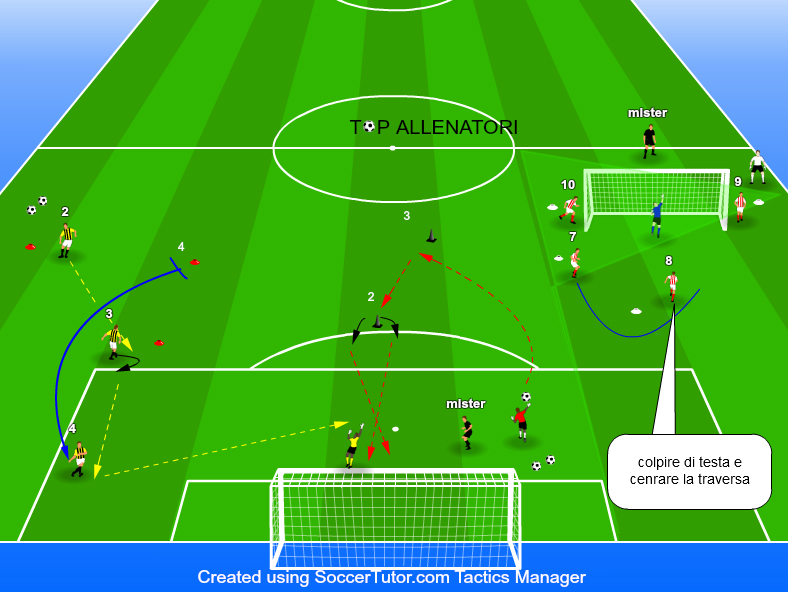 TOP ALLENATORI
mister
10
9
7
8
2
4
3
3
2
4
mister
colpire di testa e
cenrare la traversa
Created using SoccerTutor.com Tactics Manager